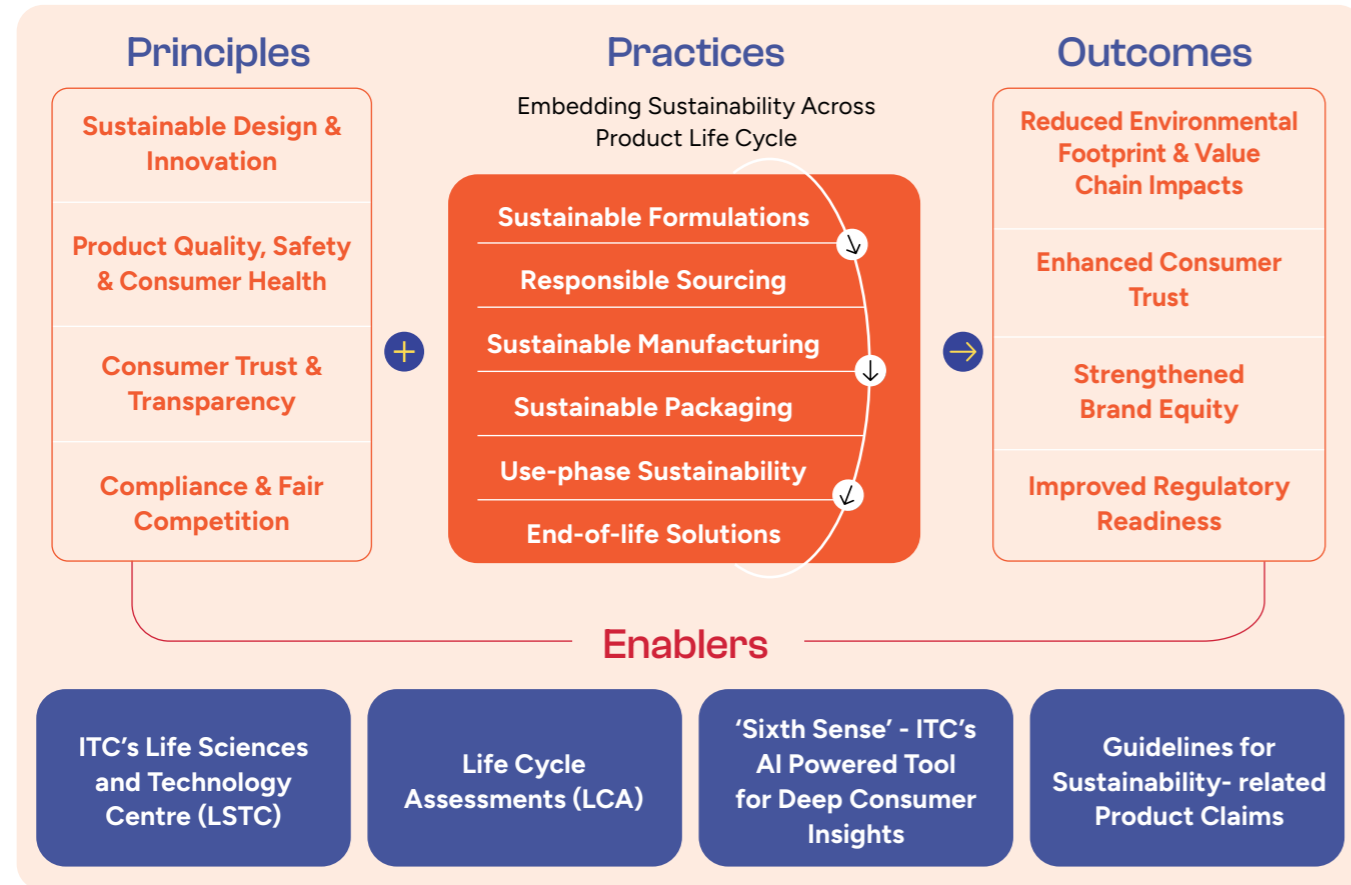 Principles
Sustainable Design &
Innovation
Product Quality, Safety
& Consumer Health
Consumer Trust &
Transparency
Compliance & Fair
Competition
Practices
Embedding Sustainability Across
Product Life Cycle
Sustainable Formulations
Responsible Sourcing
Sustainable Manufacturing
Sustainable Packaging
Use-phase Sustainability
End-of-life Solutions
Outcomes
Reduced Environmental
Footprint & Value
Chain Impacts
Enhanced Consumer
Trust
Strengthened
Brand Equity
Improved Regulatory
Readiness
Enablers
ITC’s Life Sciences
and Technology
Centre (LSTC)
Life Cycle
Assessments (LCA)
‘Sixth Sense’ - ITC’s
AI Powered Tool
for Deep Consumer
Insights
Guidelines for
Sustainability- related
Product Claims